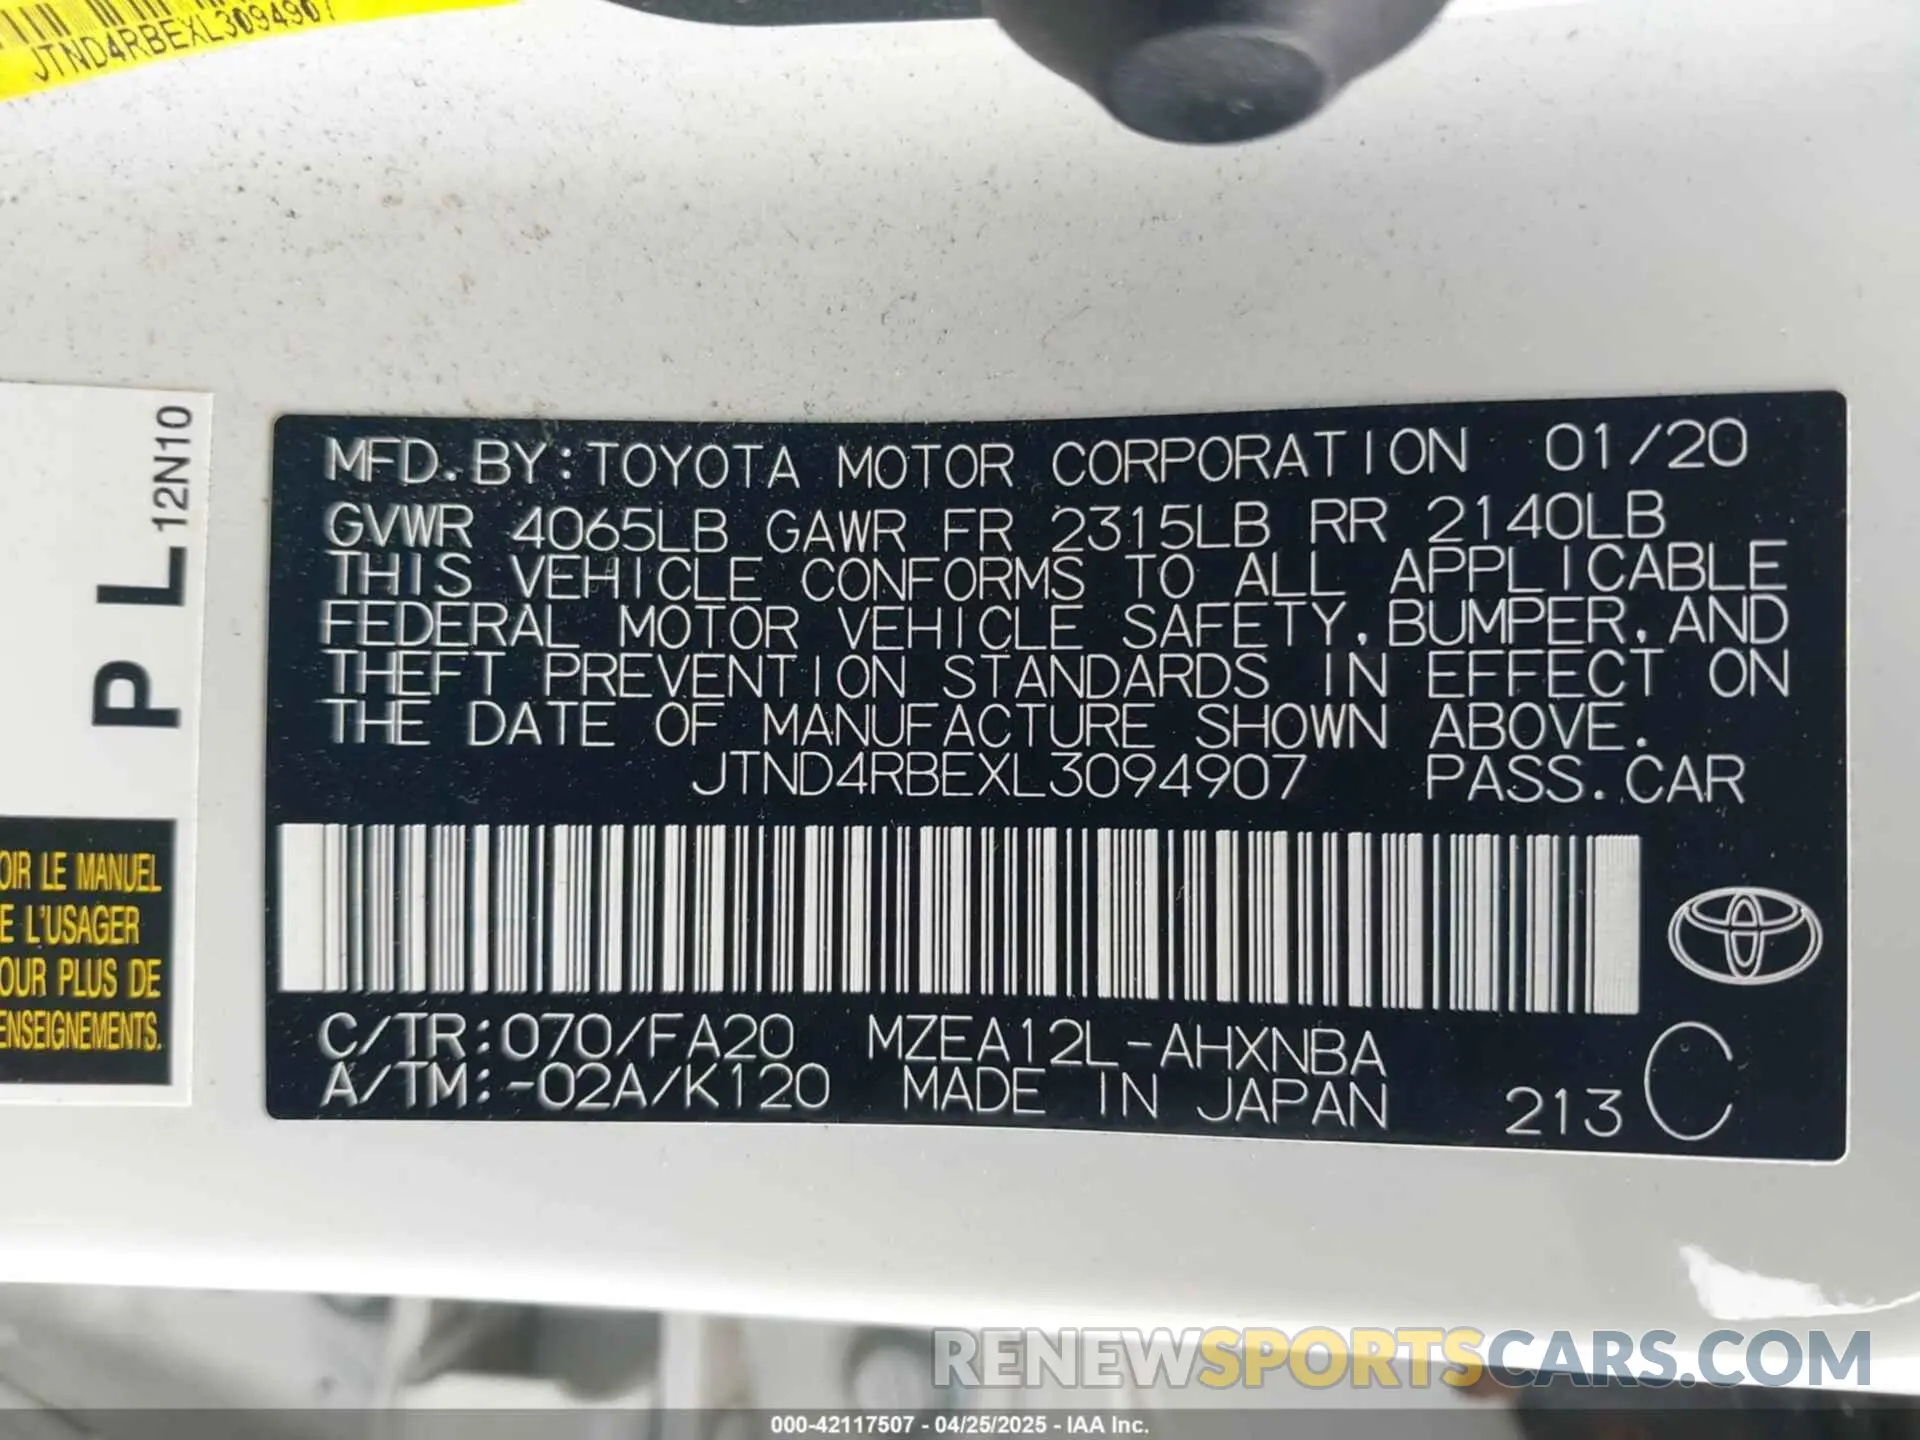 JTND4RBEXL3094907
P L 12N10
OIR LE MANUEL
E L'USAGER
OUR PLUS DE
ENSEIGNEMENTS.
MFD. BY: TOYOTA MOTOR CORPORATION 01/20
GVWR 4065LB GAWR FR 2315LB RR 2140LB
THIS VEHICLE CONFORMS TO ALL APPLICABLE
FEDERAL MOTOR VEHICLE SAFETY, BUMPER, AND
THEFT PREVENTION STANDARDS IN EFFECT ON
THE DATE OF MANUFACTURE SHOWN ABOVE.
JTND4RBEXL3094907 PASS. CAR
C/TR: 070/FA20 MZEA12L-AHXNBA
A/TM: -02A/K120 MADE IN JAPAN 213 C
RENEWSPORTSCARS.COM
000-42117507 - 04/25/2025 - IAA Inc.